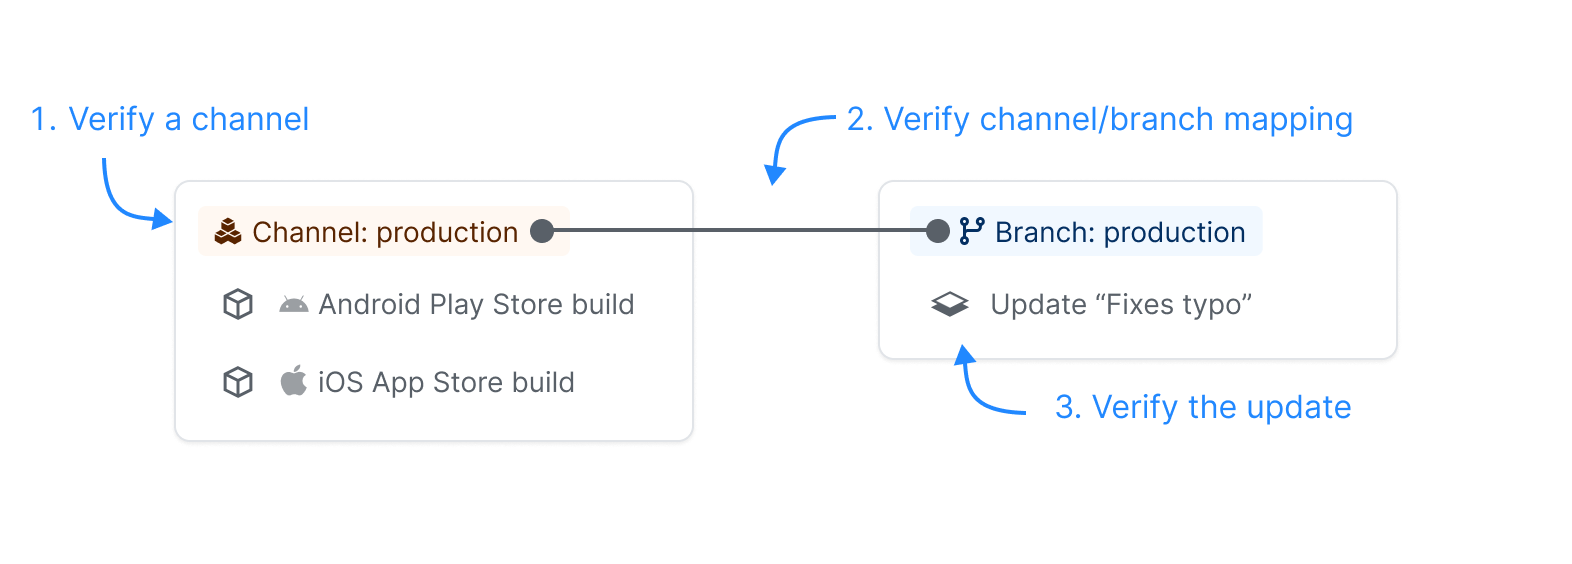 1. Verify a channel
2. Verify channel/branch mapping
Channel: production
Android Play Store build
iOS App Store build
Branch: production
Update “Fixes typo”
3. Verify the update